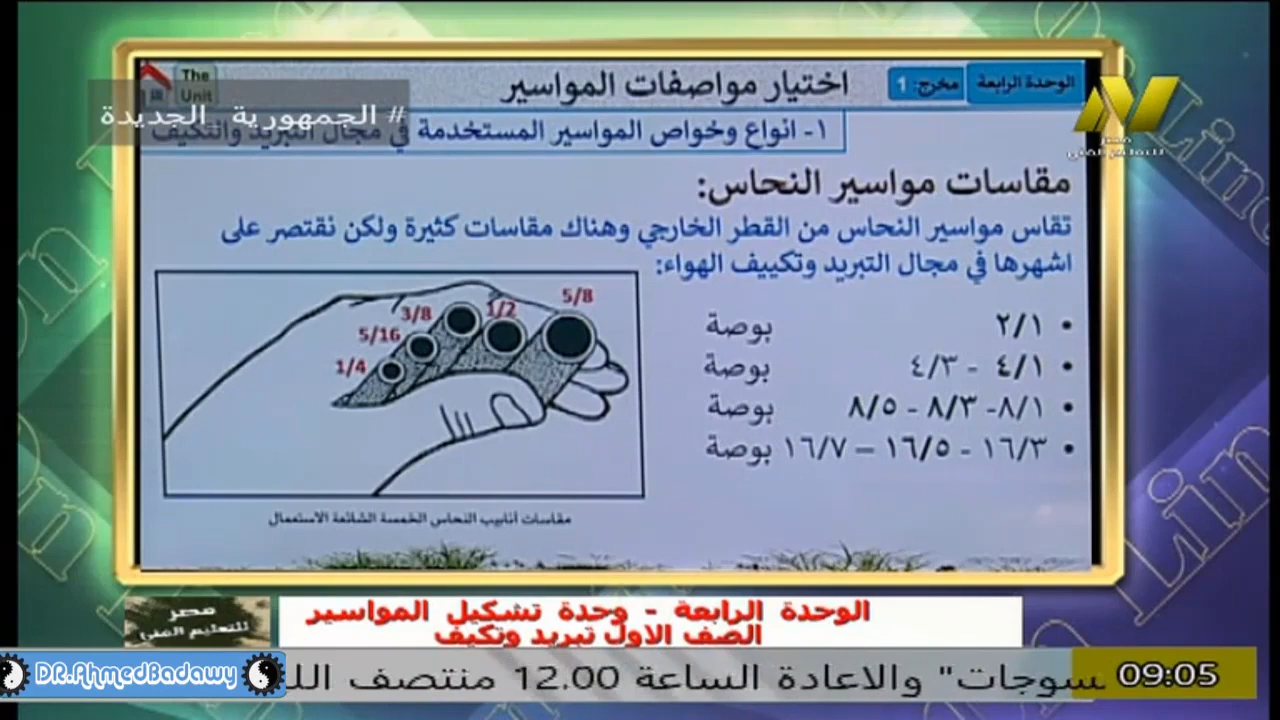 الوحدة الرابعة
مخرج: 1
اختيار مواصفات المواسير
The
Unit
# الجمهورية الجديدة
١- انواع وخواص المواسير المستخدمة في مجال التبريد والتكيف
مصر
للتعليم الفني
مقاسات مواسير النحاس:
تقاس مواسير النحاس من القطر الخارجي وهناك مقاسات كثيرة ولكن نقتصر على
اشهرها في مجال التبريد وتكييف الهواء:
• ٢/١ بوصة
• ٤/١ - ٤/٣ بوصة
• ٨/١- ٨/٣ - ٨/٥ بوصة
• ١٦/٣ - ١٦/٥ – ١٦/٧ بوصة
5/8
1/2
3/8
5/16
1/4
مقاسات أنابيب النحاس الخمسة الشائعة الاستعمال
مصر
للتعليم الفني
الوحدة الرابعة - وحدة تشكيل المواسير
الصف الاول تبريد وتكيف
DR.AhmedBadawy
سوجات" والاعادة الساعة 12.00 منتصف الل
09:05